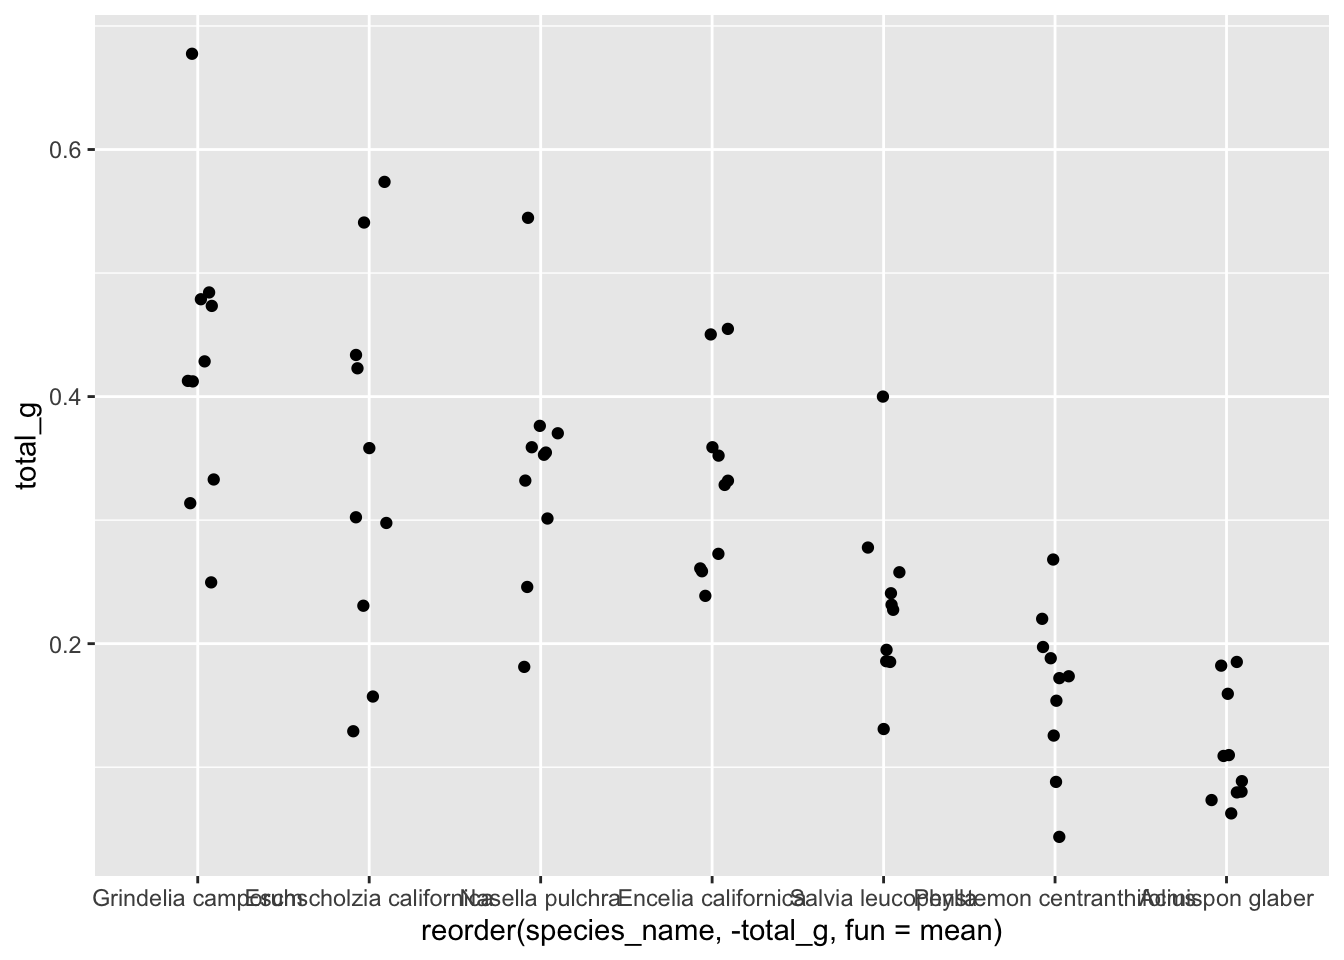 0.6
0.4
0.2
total_g
Grindelia camporum Eschscholzia californica Nasella pulchra Encelia californica Salvia leucophylla Penstemon centranthifolius Acmispon glaber
reorder(species_name, -total_g, fun = mean)